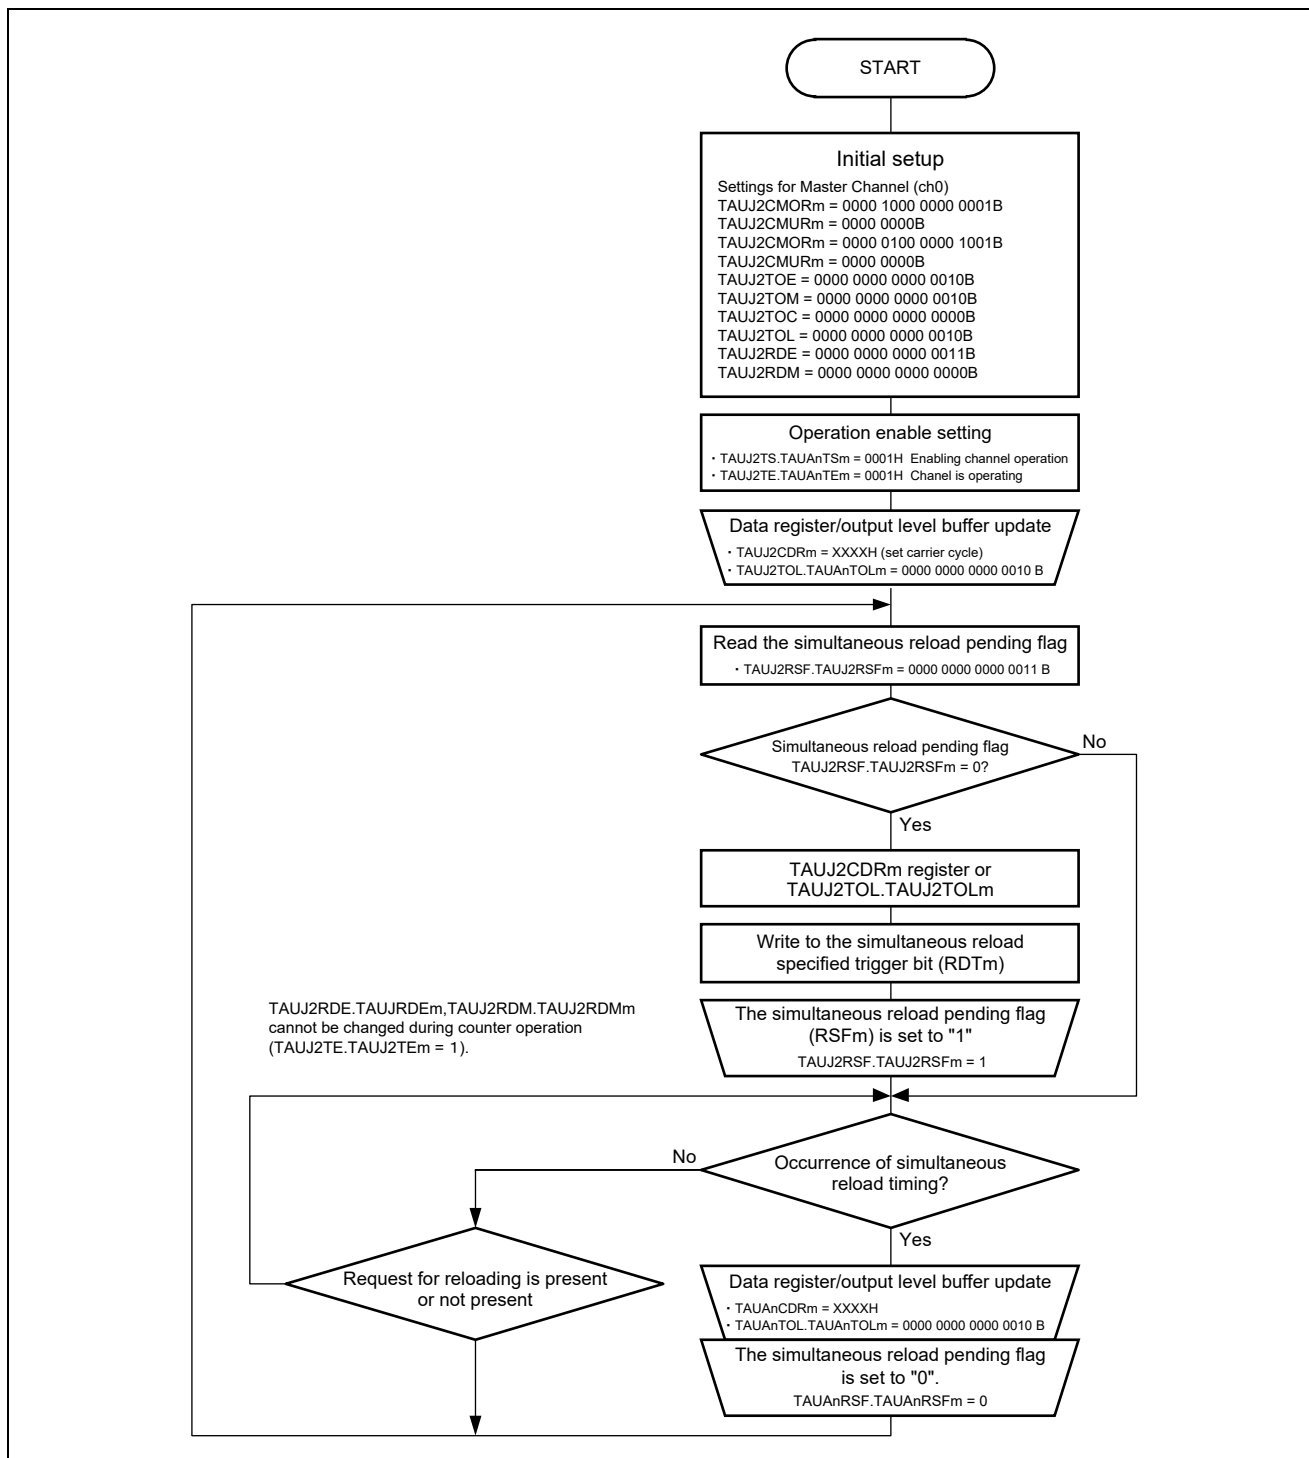 START
Initial setup
Settings for Master Channel (ch0)
TAUJ2CMORm = 0000 1000 0000 0001B
TAUJ2CMURm = 0000 0000B
TAUJ2CMORm = 0000 0100 0000 1001B
TAUJ2CMURm = 0000 0000B
TAUJ2TOE = 0000 0000 0000 0010B
TAUJ2TOM = 0000 0000 0000 0010B
TAUJ2TOC = 0000 0000 0000 0000B
TAUJ2TOL = 0000 0000 0000 0010B
TAUJ2RDE = 0000 0000 0000 0011B
TAUJ2RDM = 0000 0000 0000 0000B
Operation enable setting
・TAUJ2TS.TAUAnTSm = 0001H Enabling channel operation
・TAUJ2TE.TAUAnTEm = 0001H Chanel is operating
Data register/output level buffer update
・TAUJ2CDRm = XXXXH (set carrier cycle)
・TAUJ2TOL.TAUAnTOLm = 0000 0000 0000 0010 B
Read the simultaneous reload pending flag
・TAUJ2RSF.TAUJ2RSFm = 0000 0000 0000 0011 B
Simultaneous reload pending flag
TAUJ2RSF.TAUJ2RSFm = 0?
No
Yes
TAUJ2CDRm register or
TAUJ2TOL.TAUJ2TOLm
Write to the simultaneous reload
specified trigger bit (RDTm)
The simultaneous reload pending flag
(RSFm) is set to "1"
TAUJ2RSF.TAUJ2RSFm = 1
TAUJ2RDE.TAUJRDEm,TAUJ2RDM.TAUJ2RDMm
cannot be changed during counter operation
(TAUJ2TE.TAUJ2TEm = 1).
No
Occurrence of simultaneous
reload timing?
Yes
Request for reloading is present
or not present
Data register/output level buffer update
・TAUAnCDRm = XXXXH
・TAUAnTOL.TAUAnTOLm = 0000 0000 0000 0010 B
The simultaneous reload pending flag
is set to "0".
TAUAnRSF.TAUAnRSFm = 0